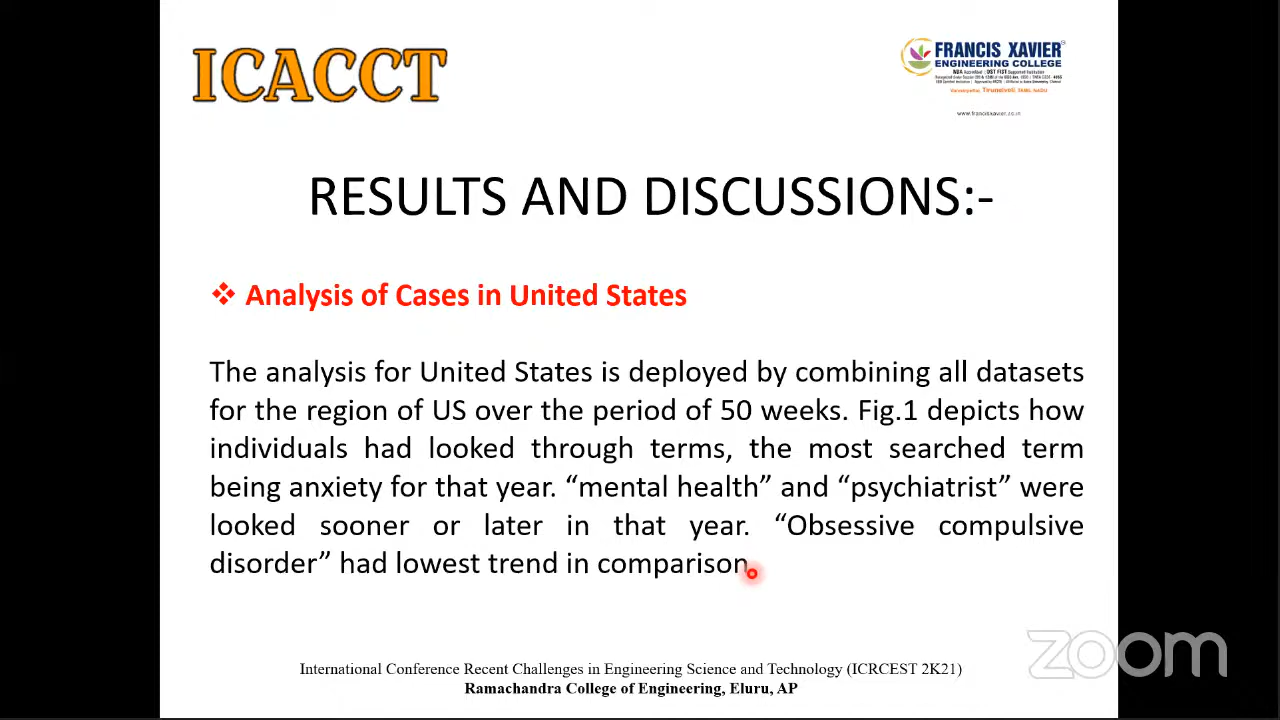 ICACCT
FRANCIS XAVIER
ENGINEERING COLLEGE
www.francisxavier.ac.in
RESULTS AND DISCUSSIONS:-
❖ Analysis of Cases in United States
The analysis for United States is deployed by combining all datasets
for the region of US over the period of 50 weeks. Fig.1 depicts how
individuals had looked through terms, the most searched term
being anxiety for that year. “mental health” and “psychiatrist” were
looked sooner or later in that year. “Obsessive compulsive
disorder” had lowest trend in comparison.
zoom
International Conference Recent Challenges in Engineering Science and Technology (ICRCEST 2K21)
Ramachandra College of Engineering, Eluru, AP